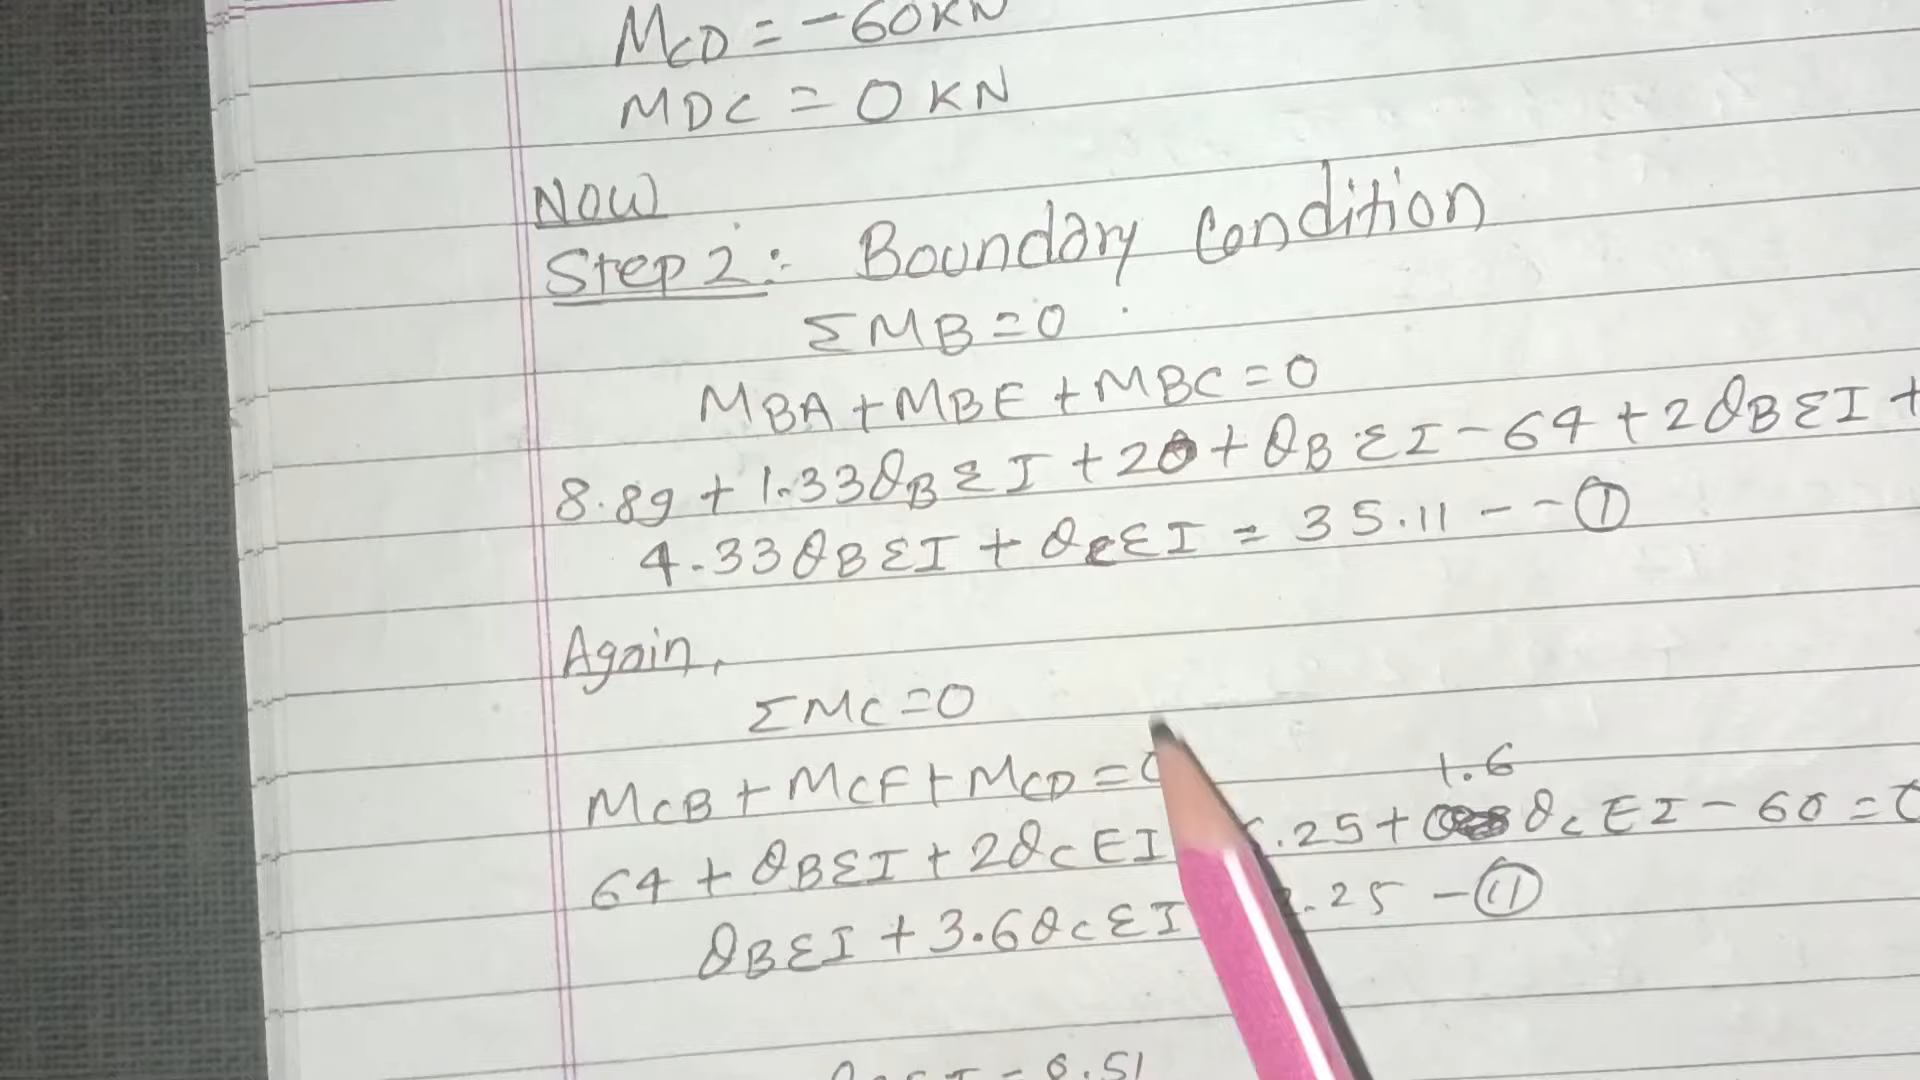 MCD = -60KN
MDC = 0 KN
Now
Step 2: Boundary Condition
ΣMB=0
MBA + MBE + MBC = 0
8.89 + 1.33θBEI + 20 + θBEI - 64 + 2θBEI +
4.33θBEI + θcEI = 35.11 -- ①
Again,
ΣMC=0
MCB + MCF + MCD =
1.6
64 + θBEI + 2θCEI .25 + θcEI - 60 = 0
θBEI + 3.6θCEI .25 - ⑪